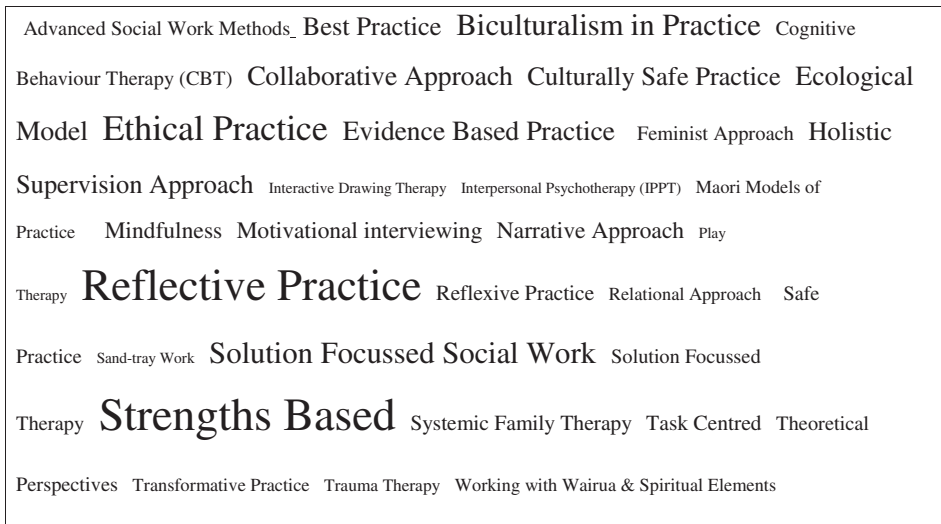 Advanced Social Work Methods_ Best Practice Biculturalism in Practice Cognitive
Behaviour Therapy (CBT) Collaborative Approach Culturally Safe Practice Ecological
Model Ethical Practice Evidence Based Practice Feminist Approach Holistic
Supervision Approach Interactive Drawing Therapy Interpersonal Psychotherapy (IPPT) Maori Models of
Practice Mindfulness Motivational interviewing Narrative Approach Play
Therapy Reflective Practice Reflexive Practice Relational Approach Safe
Practice Sand-tray Work Solution Focussed Social Work Solution Focussed
Therapy Strengths Based Systemic Family Therapy Task Centred Theoretical
Perspectives Transformative Practice Trauma Therapy Working with Wairua & Spiritual Elements